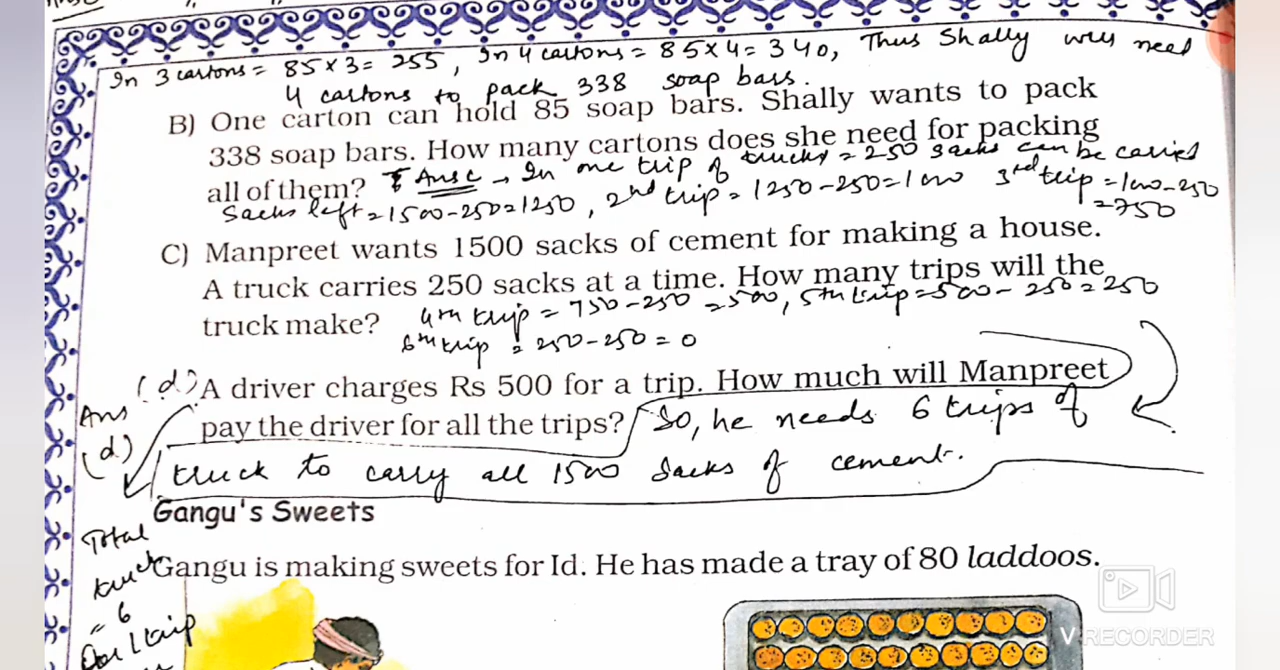 In 3 cartons = 85 × 3 = 255, In 4 cartons = 85 × 4 = 340, Thus Shally will need
4 cartons to pack 338 soap bars.
B) One carton can hold 85 soap bars. Shally wants to pack
338 soap bars. How many cartons does she need for packing
all of them?
Ans C → In one trip of trucks = 250 sacks can be carried
Sacks left = 1500-250=1250, 2nd trip = 1250-250=1000 3rd trip = 1000-250
=750
C) Manpreet wants 1500 sacks of cement for making a house.
A truck carries 250 sacks at a time. How many trips will the
truck make?
4th trip = 750-250 = 500, 5th trip = 500-250=250
6th trip = 250-250 = 0
(d) A driver charges Rs 500 for a trip. How much will Manpreet
pay the driver for all the trips?
So, he needs 6 trips of
truck to carry all 1500 sacks of cement.
Ans
(d)
Total
truck
= 6
One 1 trip
Gangu's Sweets
Gangu is making sweets for Id. He has made a tray of 80 laddoos.
V RECORDER